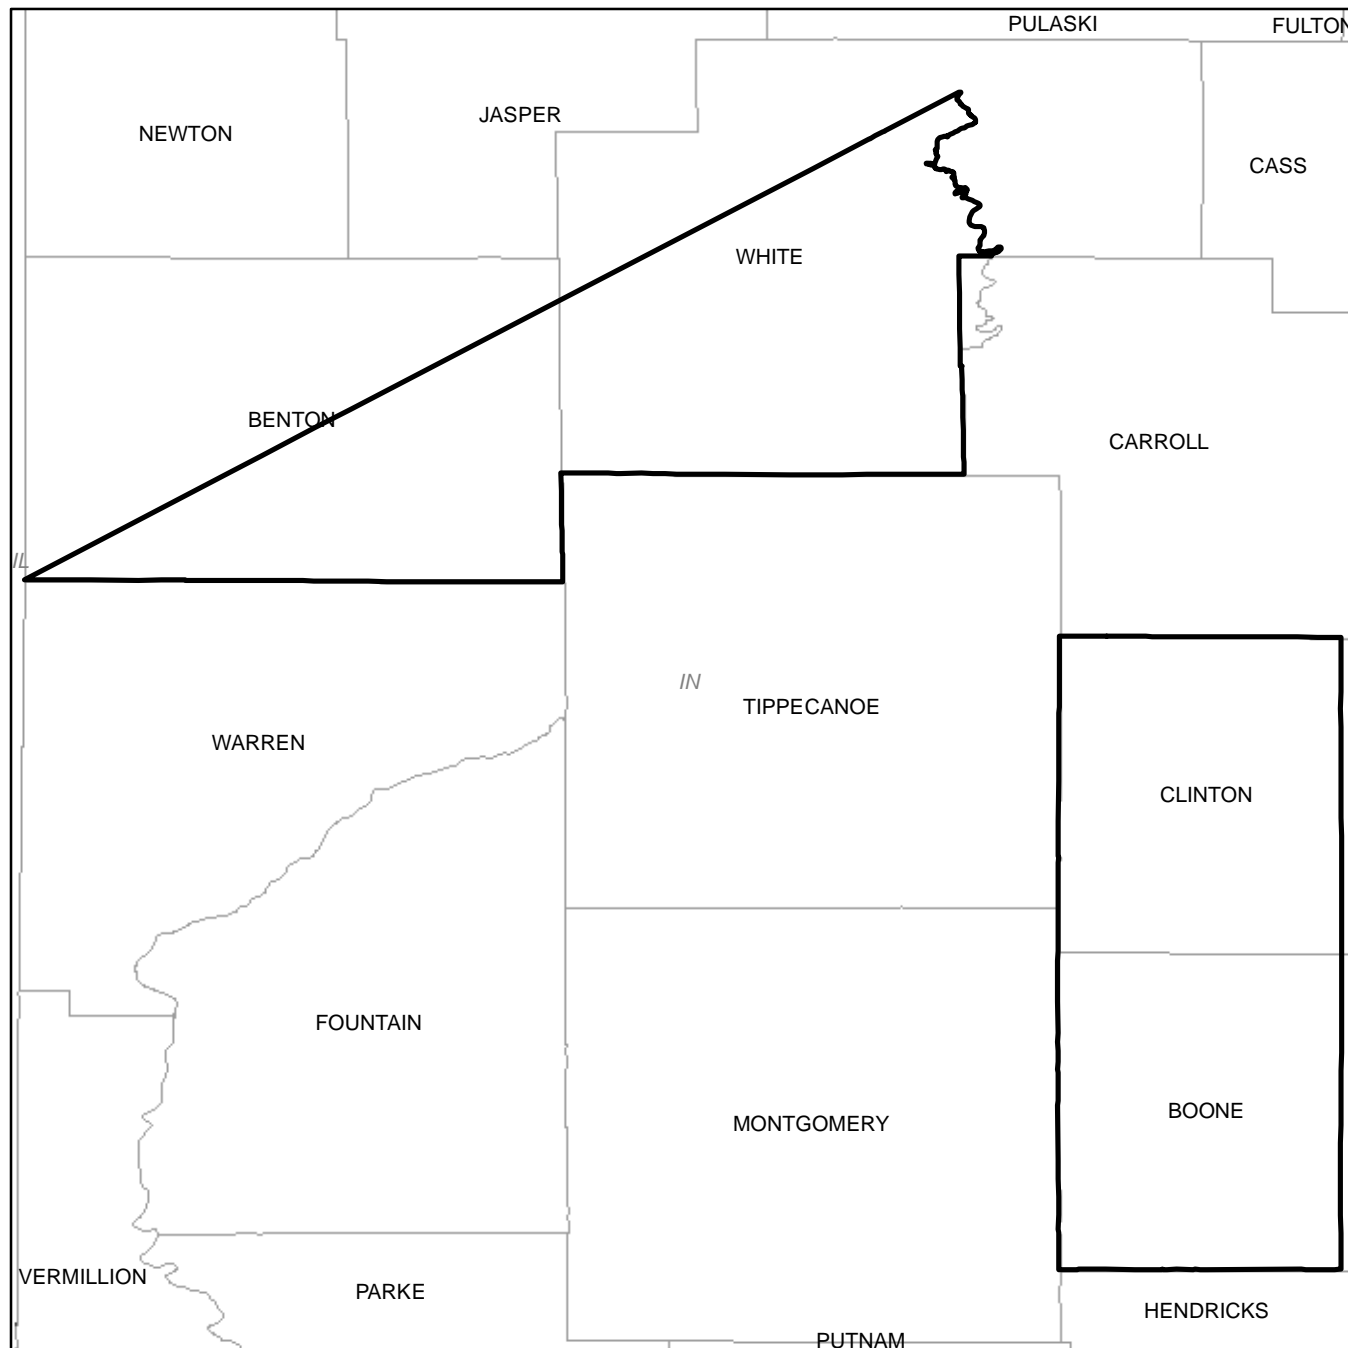 PULASKI
FULTON
JASPER
NEWTON
CASS
WHITE
BENTON
CARROLL
IL
IN
TIPPECANOE
WARREN
CLINTON
FOUNTAIN
BOONE
MONTGOMERY
VERMILLION
PARKE
HENDRICKS
PUTNAM